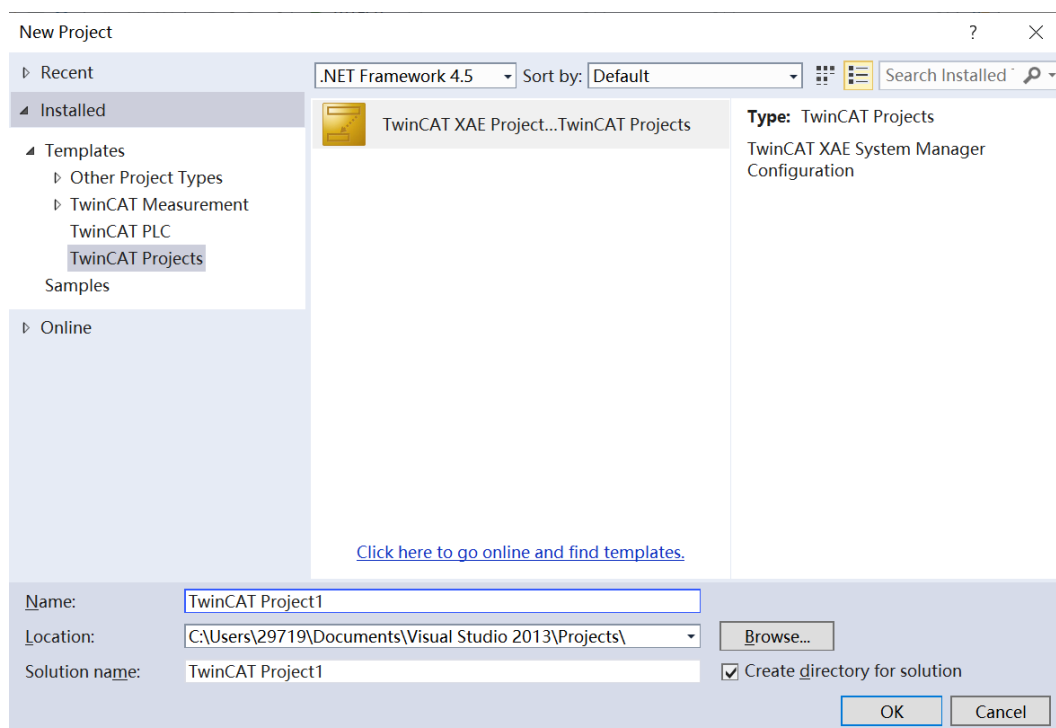 New Project
?
Recent
.NET Framework 4.5
Sort by:
Default
Search Installed
Installed
Templates
Other Project Types
TwinCAT Measurement
TwinCAT PLC
TwinCAT Projects
Samples
Online
TwinCAT XAE Project...TwinCAT Projects
Type: TwinCAT Projects
TwinCAT XAE System Manager
Configuration
Click here to go online and find templates.
Name:
TwinCAT Project1
Location:
C:\Users\29719\Documents\Visual Studio 2013\Projects\
Browse...
Solution name:
TwinCAT Project1
Create directory for solution
OK
Cancel